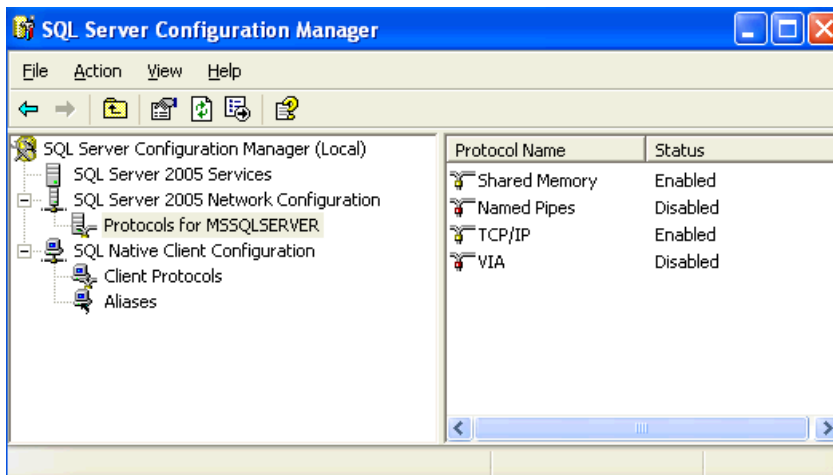 SQL Server Configuration Manager
File Action View Help
SQL Server Configuration Manager (Local)
SQL Server 2005 Services
SQL Server 2005 Network Configuration
Protocols for MSSQLSERVER
SQL Native Client Configuration
Client Protocols
Aliases
Protocol Name Status
Shared Memory Enabled
Named Pipes Disabled
TCP/IP Enabled
VIA Disabled